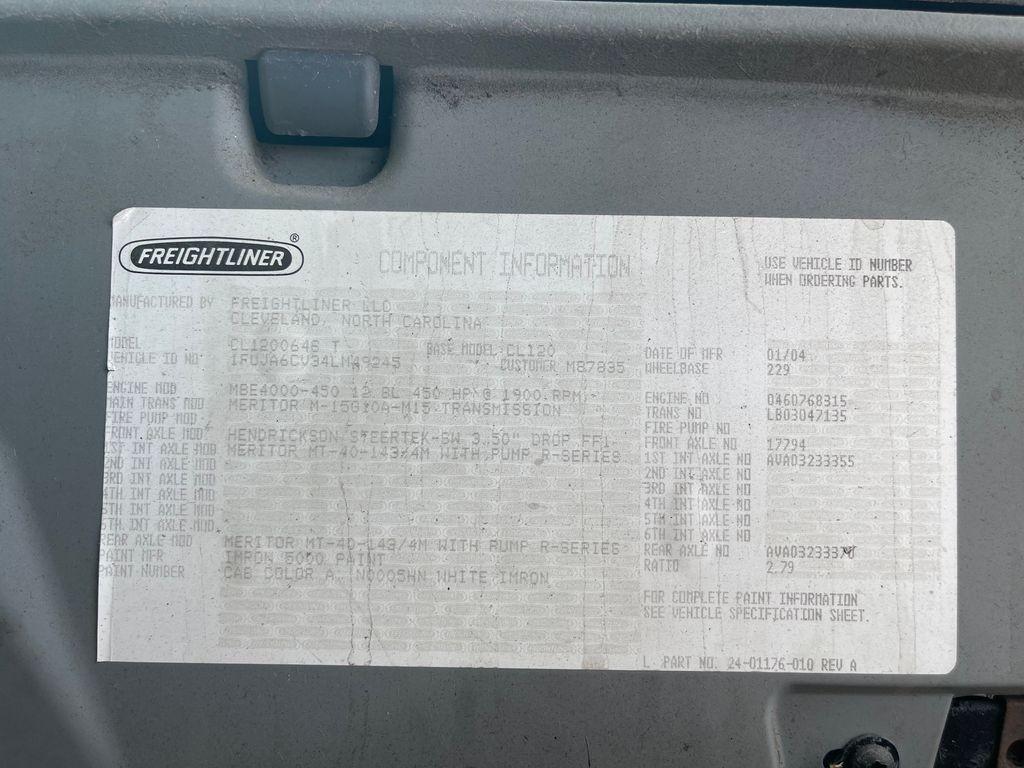 FREIGHTLINER ®
COMPONENT INFORMATION
USE VEHICLE ID NUMBER
WHEN ORDERING PARTS.
MANUFACTURED BY FREIGHTLINER LLC
CLEVELAND, NORTH CAROLINA
MODEL CL1200646 T BASE MODEL CL120 DATE OF MFR 01/04
VEHICLE ID NO CUSTOMER M87835 WHEELBASE 229
ENGINE MOD MBE4000-450 12.8L 450 HP @ 1900 RPM ENGINE NO 0460768315
MAIN TRANS MOD MERITOR M-15G10A-M15 TRANSMISSION TRANS NO LB03047135
FIRE PUMP MOD FIRE PUMP NO
FRONT AXLE MOD HENDRICKSON STEERTEK-SW 3.50" DROP FF1- FRONT AXLE NO 17794
1ST INT AXLE MOD MERITOR MT-40-143/4M WITH PUMP R-SERIES 1ST INT AXLE NO AVA03233355
2ND INT AXLE MOD 2ND INT AXLE NO
3RD INT AXLE MOD 3RD INT AXLE NO
4TH INT AXLE MOD 4TH INT AXLE NO
5TH INT AXLE MOD 5TH INT AXLE NO
6TH INT AXLE MOD 6TH INT AXLE NO
REAR AXLE MOD MERITOR MT-40-143/4M WITH PUMP R-SERIES REAR AXLE NO
PAINT MFR IMRON 5000 PAINT RATIO 2.79
PAINT NUMBER CAB COLOR A: N0005HN WHITE IMRON
FOR COMPLETE PAINT INFORMATION
SEE VEHICLE SPECIFICATION SHEET.
L PART NO. 24-01176-010 REV A